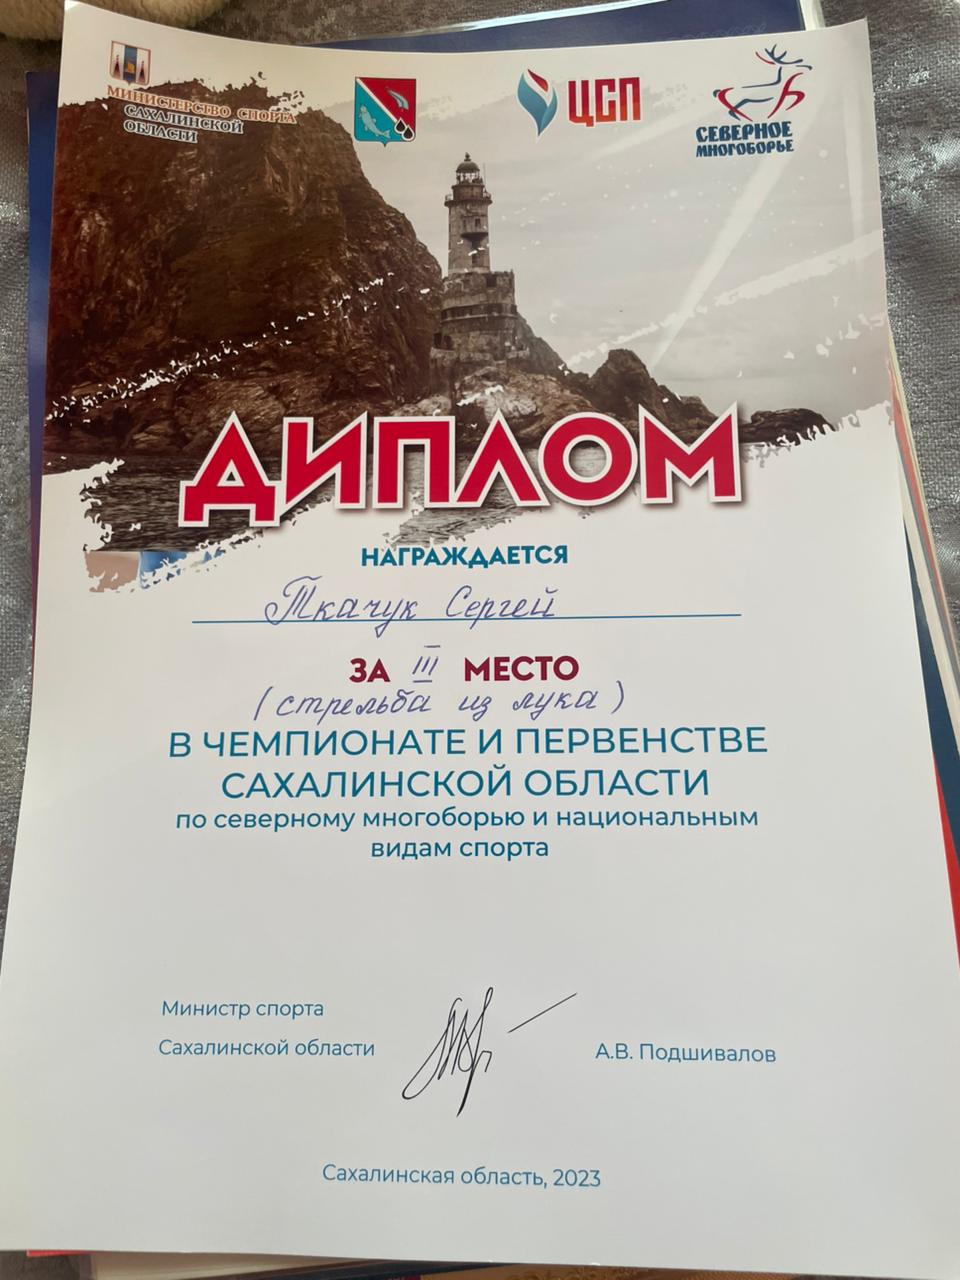 МИНИСТЕРСТВО СПОРТА
САХАЛИНСКОЙ
ОБЛАСТИ
ЦСП
СЕВЕРНОЕ
МНОГОБОРЬЕ
ДИПЛОМ
НАГРАЖДАЕТСЯ
Ткачук Сергей
ЗА III МЕСТО
(стрельба из лука)
В ЧЕМПИОНАТЕ И ПЕРВЕНСТВЕ
САХАЛИНСКОЙ ОБЛАСТИ
по северному многоборью и национальным
видам спорта
Министр спорта
Сахалинской области
А.В. Подшивалов
Сахалинская область, 2023